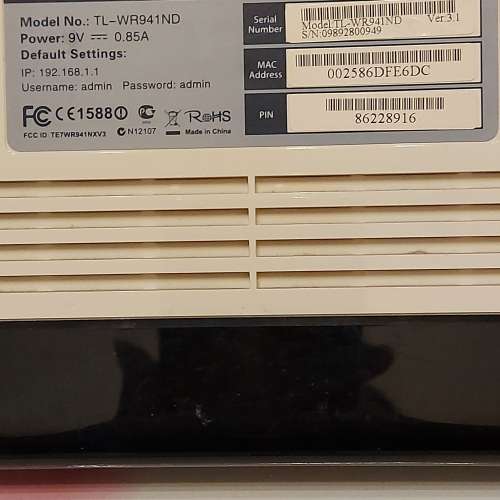 Model No.: TL-WR941ND
Power: 9V 0.85A
Default Settings:
IP: 192.168.1.1
Username: admin Password: admin
FC CE1588
FCC ID: TE7WR941NXV3
N12107
RoHS
Made in China
Serial Number
Model:TL-WR941ND Ver:3.1
S/N:09892800949
MAC Address
002586DFE6DC
PIN
86228916